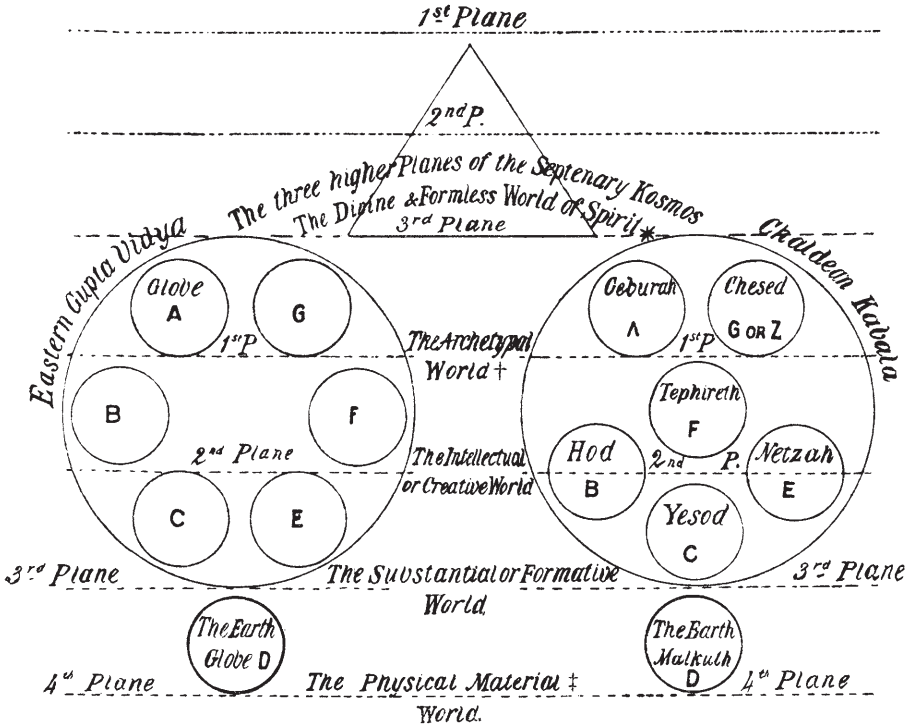 1st Plane
2nd P.
The three higher Planes of the Septenary Kosmos
The Divine & Formless World of Spirit*
3rd Plane
Eastern Gupta Vidya
Chaldean Kabala
Globe
A
G
1st P
The Archetypal
World †
Geburah
A
Chesed
G OR Z
1st P
B
F
Tephireth
F
2nd Plane
The Intellectual
or Creative World
Hod
B
2nd P.
Netzah
E
C
E
Yesod
C
3rd Plane
The Substantial or Formative
World.
3rd Plane
The Earth
Globe D
The Earth
Malkuth
D
4th Plane
The Physical Material ‡
World.
4th Plane